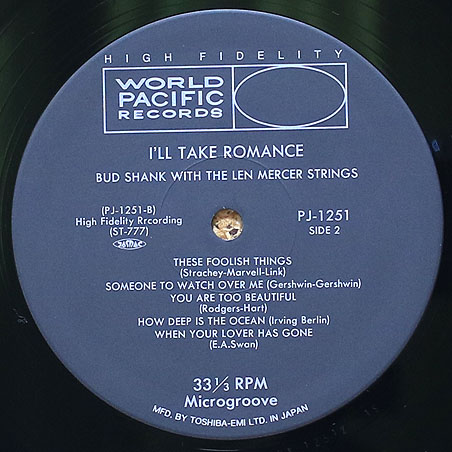 HIGH FIDELITY
WORLD
PACIFIC
RECORDS
I'LL TAKE ROMANCE
BUD SHANK WITH THE LEN MERCER STRINGS
(PJ-1251-B)
High Fidelity Rrcording
(ST-777)
PJ-1251
SIDE 2
THESE FOOLISH THINGS
(Strachey-Marvell-Link)
SOMEONE TO WATCH OVER ME (Gershwin-Gershwin)
YOU ARE TOO BEAUTIFUL
(Rodgers-Hart)
HOW DEEP IS THE OCEAN (Irving Berlin)
WHEN YOUR LOVER HAS GONE
(E.A.Swan)
33 1/3 RPM
Microgroove
MFD. BY TOSHIBA-EMI LTD. IN JAPAN